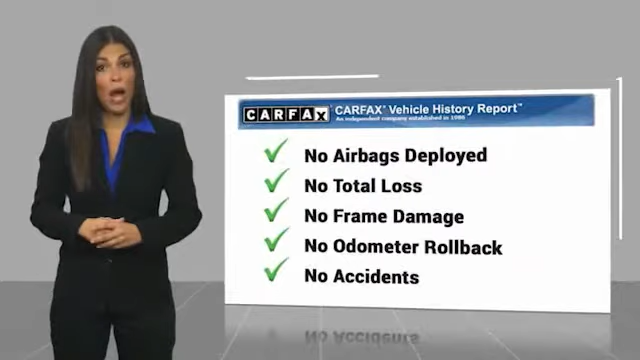 CARFAX CARFAX Vehicle History Report™
An independent company established in 1986
No Airbags Deployed
No Total Loss
No Frame Damage
No Odometer Rollback
No Accidents